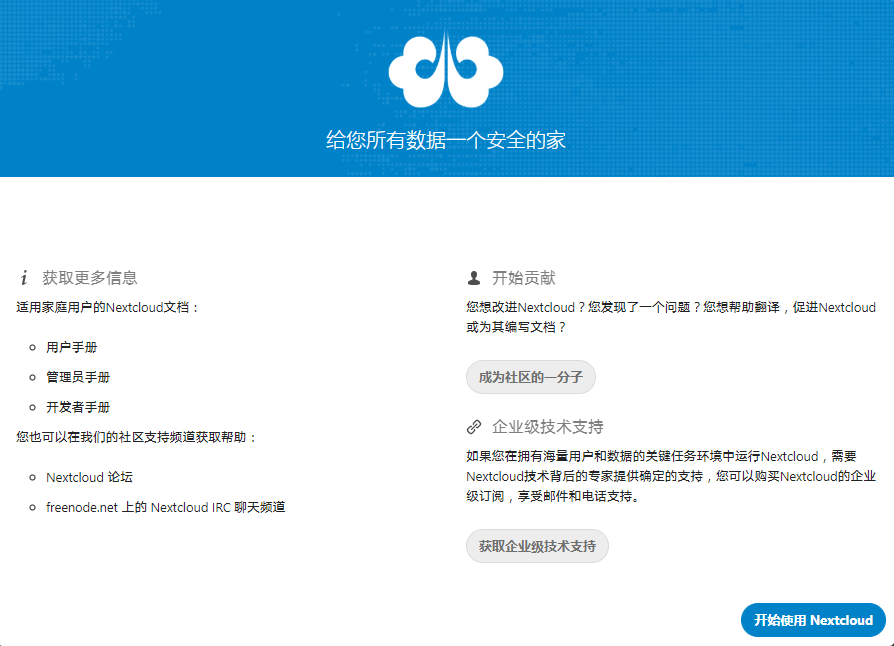 给您所有数据一个安全的家
获取更多信息
适用家庭用户的Nextcloud文档：
用户手册
管理员手册
开发者手册
您也可以在我们的社区支持频道获取帮助：
Nextcloud 论坛
freenode.net 上的 Nextcloud IRC 聊天频道
开始贡献
您想改进Nextcloud？您发现了一个问题？您想帮助翻译，促进Nextcloud
或为其编写文档？
成为社区的一分子
企业级技术支持
如果您在拥有海量用户和数据的关键任务环境中运行Nextcloud，需要
Nextcloud技术背后的专家提供确定的支持，您可以购买Nextcloud的企业
级订阅，享受邮件和电话支持。
获取企业级技术支持
开始使用 Nextcloud